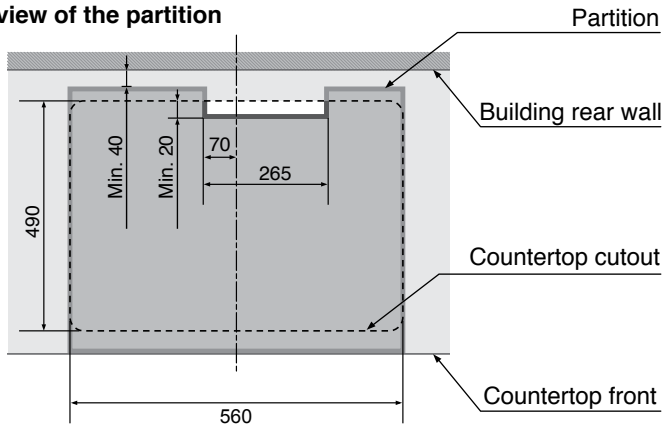 view of the partition
Partition
Building rear wall
Min. 40
Min. 20
70
265
490
Countertop cutout
Countertop front
560